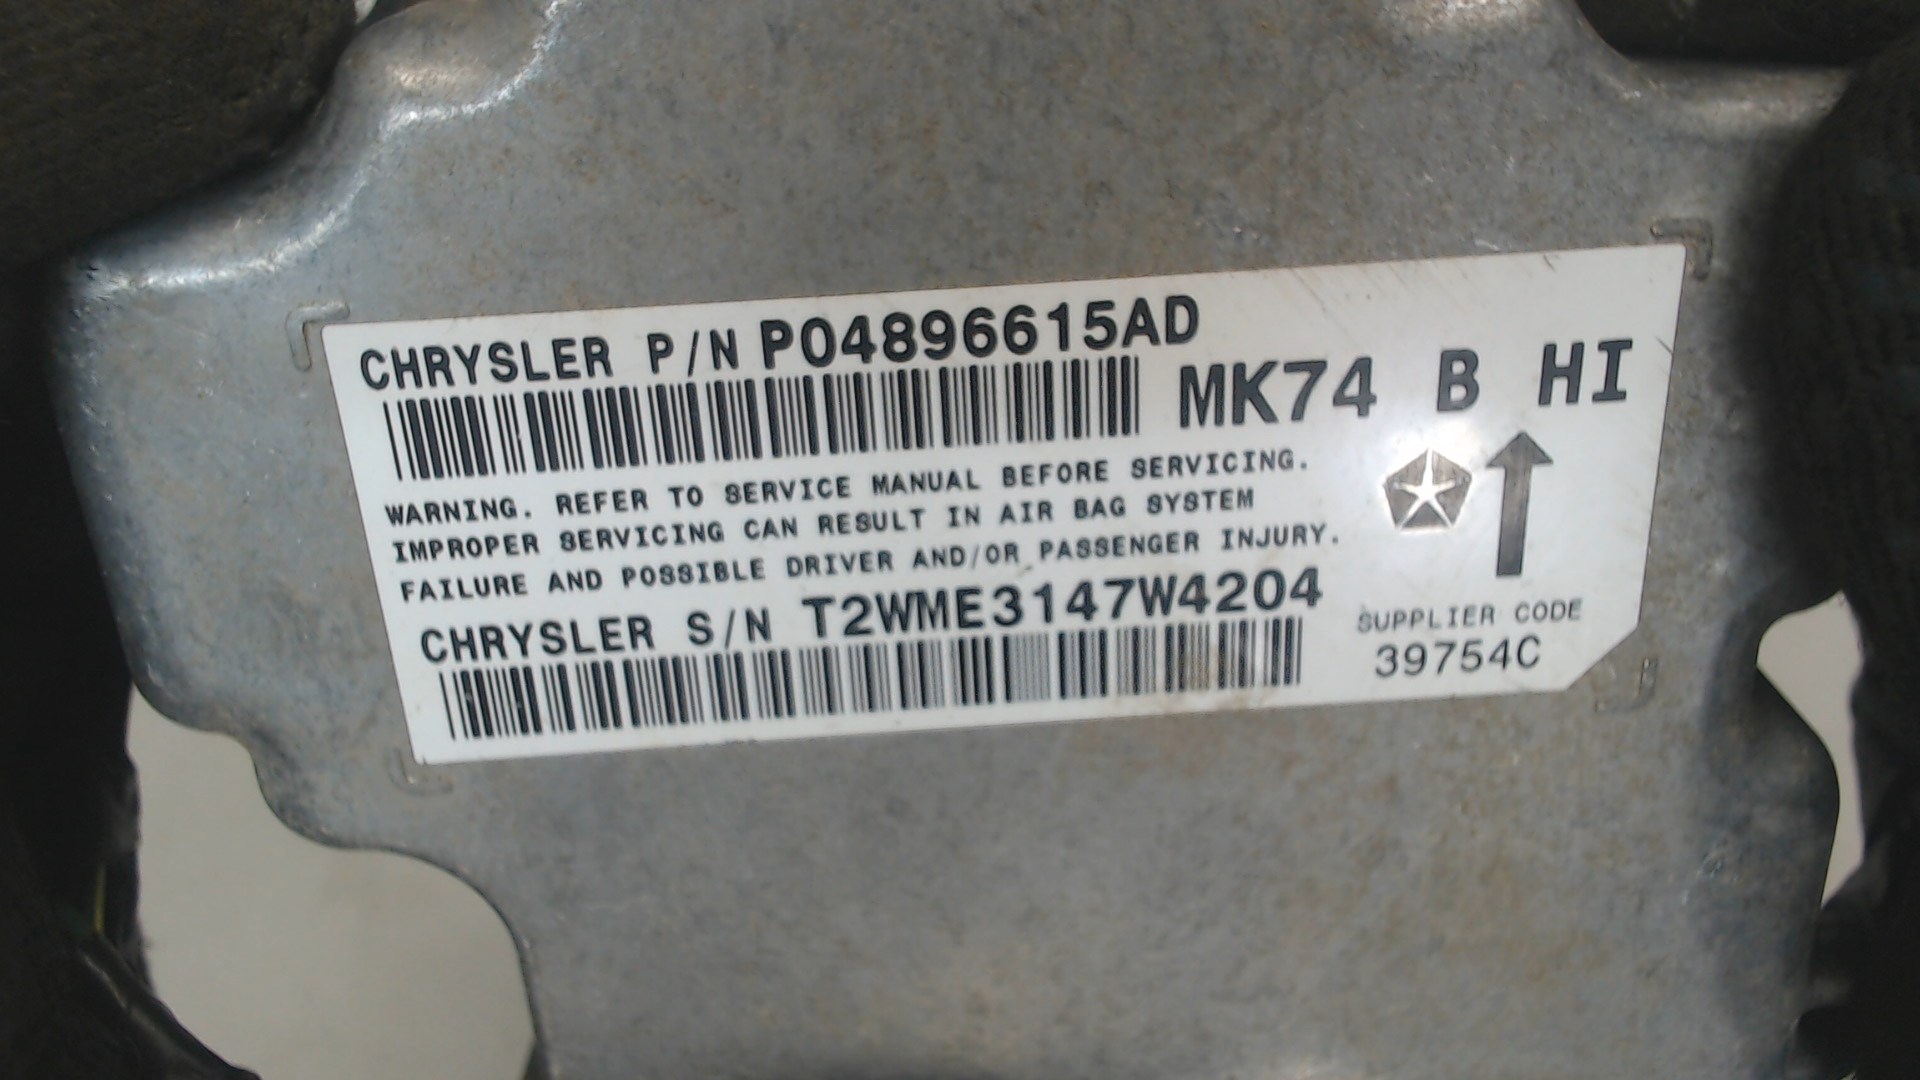 CHRYSLER P/N P04896615AD
MK74 B HI
WARNING. REFER TO SERVICE MANUAL BEFORE SERVICING.
IMPROPER SERVICING CAN RESULT IN AIR BAG SYSTEM
FAILURE AND POSSIBLE DRIVER AND/OR PASSENGER INJURY.
CHRYSLER S/N T2WME3147W4204
SUPPLIER CODE
39754C